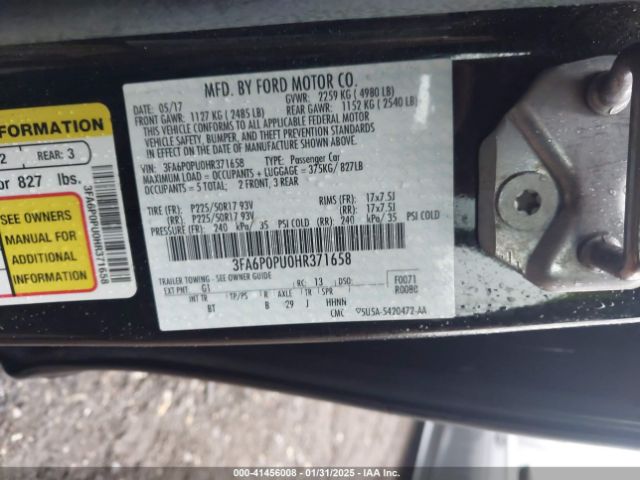 MFD. BY FORD MOTOR CO.
DATE: 05/17 GVWR: 2259 KG ( 4980 LB)
FRONT GAWR: 1127 KG ( 2485 LB) REAR GAWR: 1152 KG ( 2540 LB)
THIS VEHICLE CONFORMS TO ALL APPLICABLE FEDERAL MOTOR
VEHICLE SAFETY, BUMPER, AND THEFT PREVENTION STANDARDS
IN EFFECT ON THE DATE OF MANUFACTURE SHOWN ABOVE.
VIN: 3FA6P0PU0HR371658 TYPE: Passenger Car
MAXIMUM LOAD = OCCUPANTS + LUGGAGE = 375KG/ 827LB
OCCUPANTS = 5 TOTAL; 2 FRONT, 3 REAR
TIRE (FR): P225/50R17 93V RIMS (FR): 17x7.5J
(RR): P225/50R17 93V (RR): 17x7.5J
PRESSURE (FR): 240 kPa/ 35 PSI COLD (RR) 240 kPa/ 35 PSI COLD
3FA6P0PU0HR371658
TRAILER TOWING - SEE OWNER GUIDE
EXT PNT: G1 RC: 13 DSO: F0071
R0098
INT TR TP/PS R AXLE TR SPR
BT B 29 J HHNN
CMC 5U5A-5420472-AA
FORMATION
2 REAR: 3
or 827 lbs.
SEE OWNERS
MANUAL FOR
ADDITIONAL
INFORMATION
3FA6P0PU0HR371658
000-41456008 - 01/31/2025 - IAA Inc.